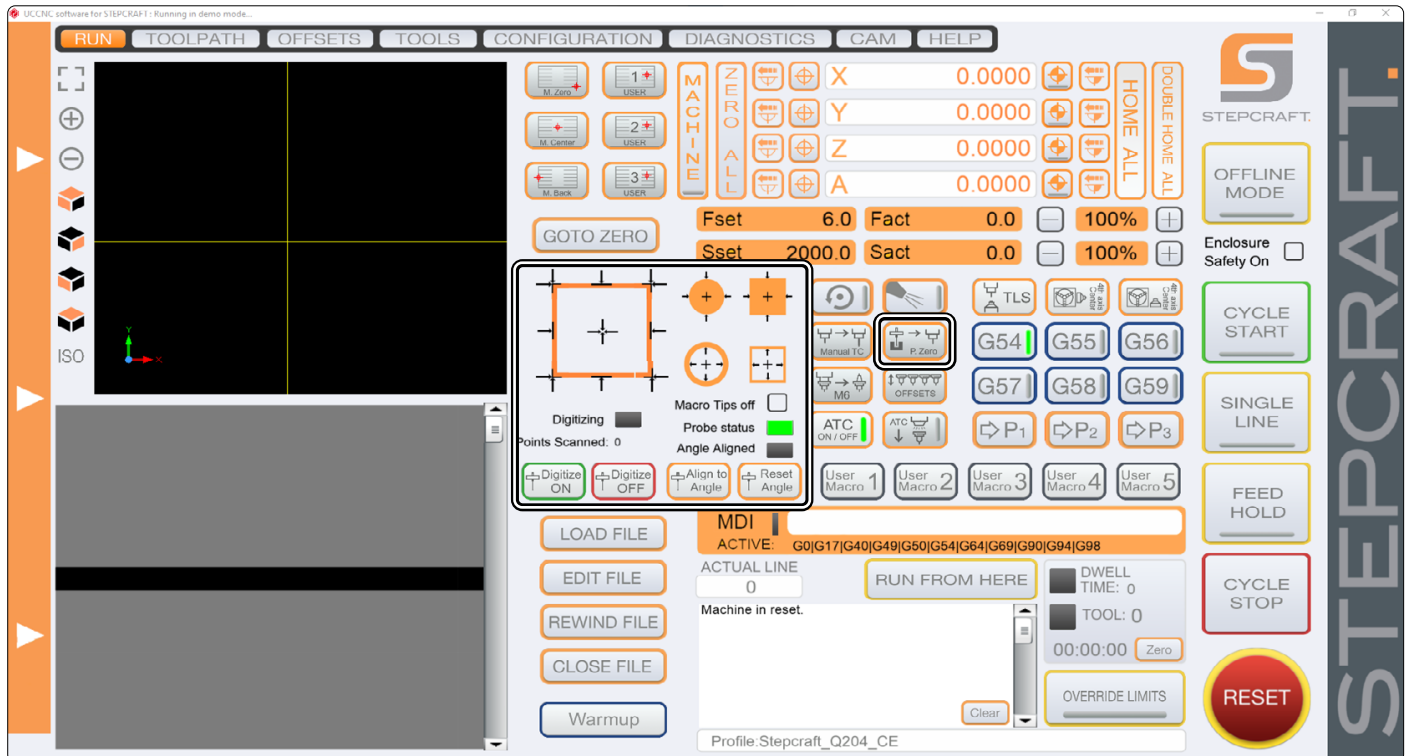 UCCNC software for STEPCRAFT : Running in demo mode...
RUN TOOLPATH OFFSETS TOOLS CONFIGURATION DIAGNOSTICS CAM HELP
M. Zero
1 USER
M. Center
2 USER
M. Back
3 USER
MACHINE
ZERO ALL
X 0.0000
Y 0.0000
Z 0.0000
A 0.0000
HOME ALL
DOUBLE HOME ALL
STEPCRAFT.
GOTO ZERO
Fset 6.0 Fact 0.0 100%
Sset 2000.0 Sact 0.0 100%
OFFLINE
MODE
Enclosure
Safety On
ISO
Y
X
Macro Tips off
Digitizing
Probe status
Points Scanned: 0
Angle Aligned
Digitize
ON
Digitize
OFF
Align to
Angle
Reset
Angle
TLS
4th axis
Center
4th axis
Center
Manual TC
P. Zero
G54 G55 G56
M6
OFFSETS
G57 G58 G59
ATC
ON / OFF
ATC
P1 P2 P3
User
Macro 1
User
Macro 2
User
Macro 3
User
Macro 4
User
Macro 5
CYCLE
START
SINGLE
LINE
FEED
HOLD
CYCLE
STOP
RESET
LOAD FILE
EDIT FILE
REWIND FILE
CLOSE FILE
Warmup
MDI
ACTIVE: G0|G17|G40|G49|G50|G54|G64|G69|G90|G94|G98
ACTUAL LINE
0
RUN FROM HERE
DWELL
TIME: 0
TOOL: 0
00:00:00 Zero
Machine in reset.
Clear
OVERRIDE LIMITS
Profile:Stepcraft_Q204_CE
STEPCRAFT.